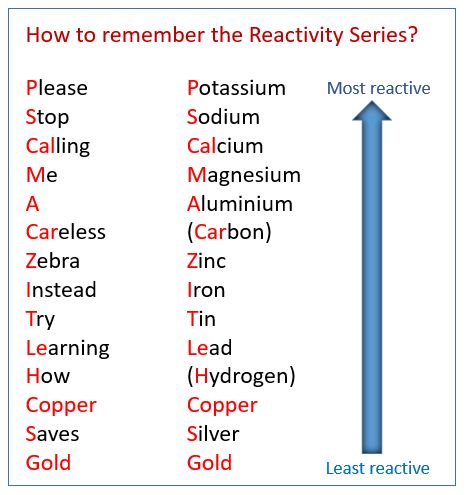 How to remember the Reactivity Series?
Please Potassium Most reactive
Stop Sodium
Calling Calcium
Me Magnesium
A Aluminium
Careless (Carbon)
Zebra Zinc
Instead Iron
Try Tin
Learning Lead
How (Hydrogen)
Copper Copper
Saves Silver
Gold Gold Least reactive